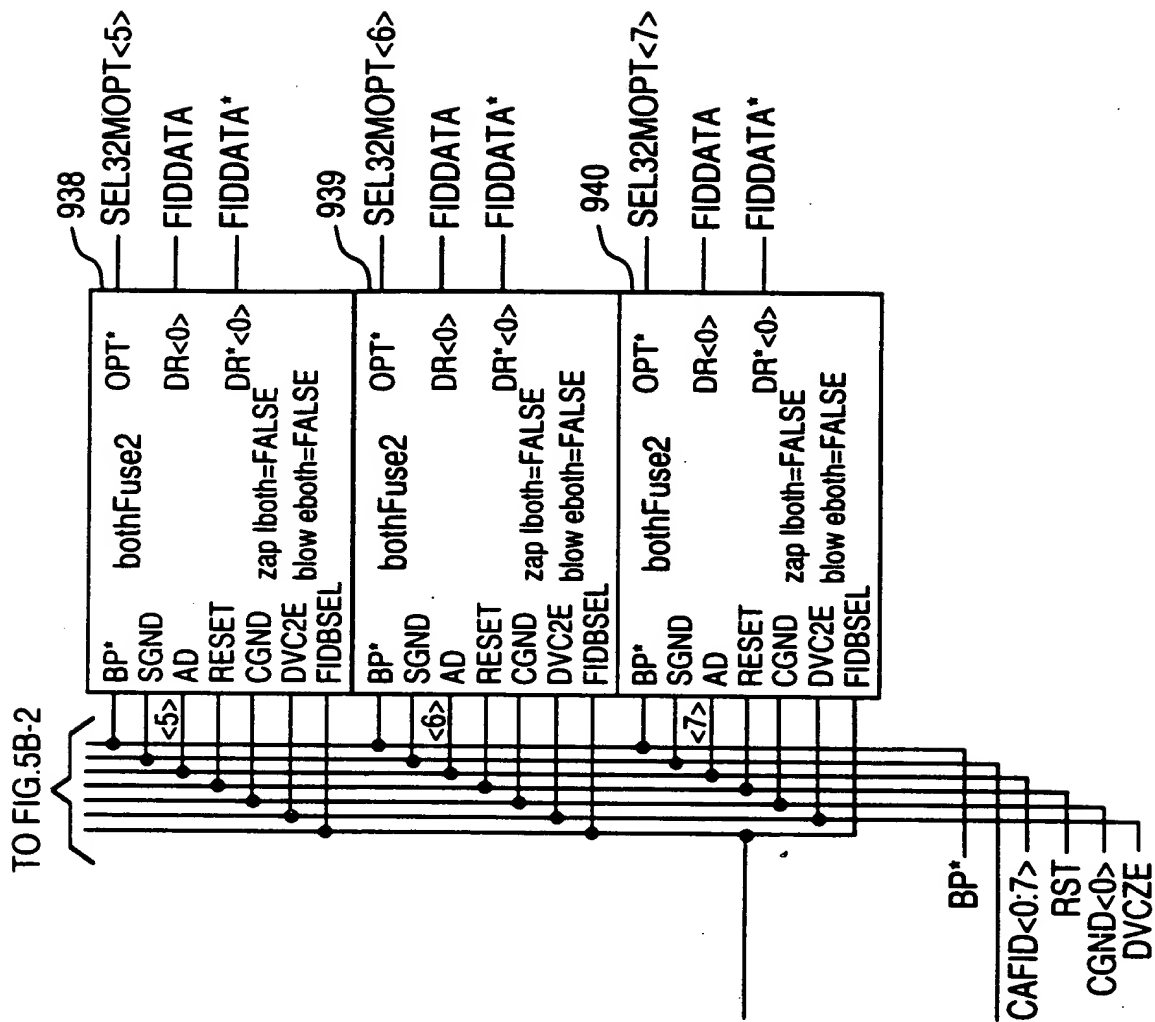 TO FIG.5B-2
938
BP*
bothFuse2
OPT*
SEL32MOPT<5>
SGND
<5>
AD
DR<0>
FIDDATA
RESET
DR*<0>
FIDDATA*
CGND
zap lboth=FALSE
DVC2E
blow eboth=FALSE
FIDBSEL
939
BP*
bothFuse2
OPT*
SEL32MOPT<6>
SGND
<6>
AD
DR<0>
FIDDATA
RESET
DR*<0>
FIDDATA*
CGND
zap lboth=FALSE
DVC2E
blow eboth=FALSE
FIDBSEL
940
BP*
bothFuse2
OPT*
SEL32MOPT<7>
SGND
<7>
AD
DR<0>
FIDDATA
RESET
DR*<0>
FIDDATA*
CGND
zap lboth=FALSE
DVC2E
blow eboth=FALSE
FIDBSEL
BP*
CAFID<0:7>
RST
CGND<0>
DVCZE